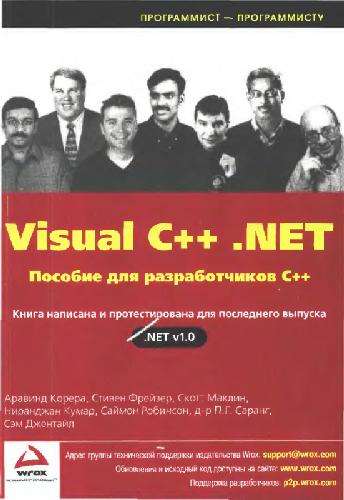 ПРОГРАММИСТ — ПРОГРАММИСТУ
Visual C++ .NET
Пособие для разработчиков C++
Книга написана и протестирована для последнего выпуска
.NET v1.0
Аравинд Корера, Стивен Фрейзер, Скотт Маклин,
Ниранджан Кумар, Саймон Робинсон, д-р П.Г. Саранг,
Сэм Джентайл
Адрес группы технической поддержки издательства Wrox: support@wrox.com
Обновления и исходный код доступны на сайте: www.wrox.com
Поддержка разработчиков: p2p.wrox.com
wrox